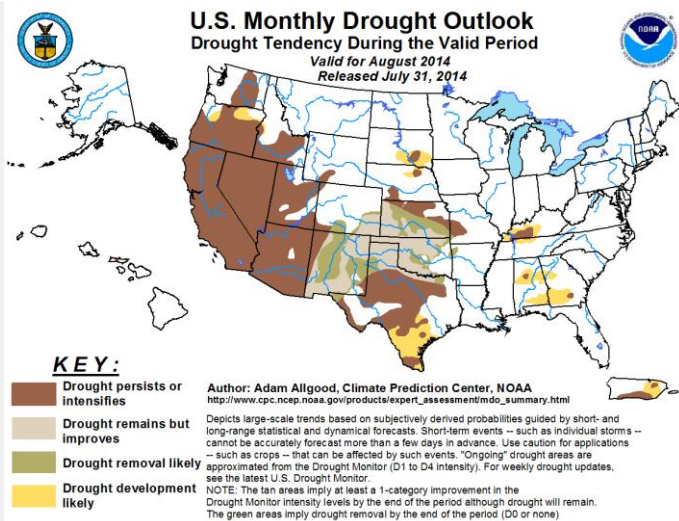 U.S. Monthly Drought Outlook
Drought Tendency During the Valid Period
Valid for August 2014
Released July 31, 2014
NOAA
KEY:
Drought persists or
intensifies
Drought remains but
improves
Drought removal likely
Drought development
likely
Author: Adam Allgood, Climate Prediction Center, NOAA
http://www.cpc.ncep.noaa.gov/products/expert_assessment/mdo_summary.html
Depicts large-scale trends based on subjectively derived probabilities guided by short- and
long-range statistical and dynamical forecasts. Short-term events -- such as individual storms --
cannot be accurately forecast more than a few days in advance. Use caution for applications
-- such as crops -- that can be affected by such events. "Ongoing" drought areas are
approximated from the Drought Monitor (D1 to D4 intensity). For weekly drought updates,
see the latest U.S. Drought Monitor.
NOTE: The tan areas imply at least a 1-category improvement in the
Drought Monitor intensity levels by the end of the period although drought will remain.
The green areas imply drought removal by the end of the period (D0 or none)